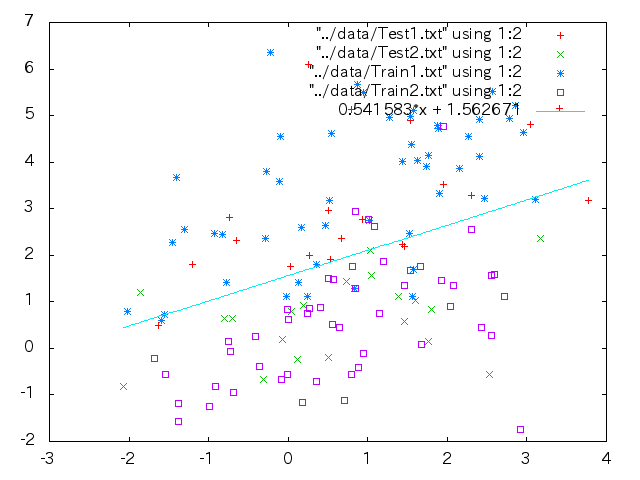 7
"../data/Test1.txt" using 1:2
"../data/Test2.txt" using 1:2
6
"../data/Train1.txt" using 1:2
"../data/Train2.txt" using 1:2
0.541583*x + 1.562671
5
4
3
2
1
0
-1
-2
-3 -2 -1 0 1 2 3 4